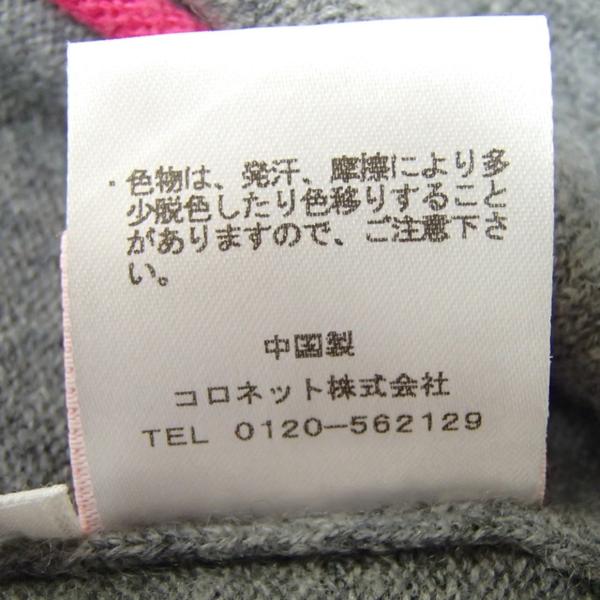 ・色物は、発汗、摩擦により多
少脱色したり色移りすること
がありますので、ご注意下さ
い。
中国製
コロネット株式会社
TEL 0120-562129